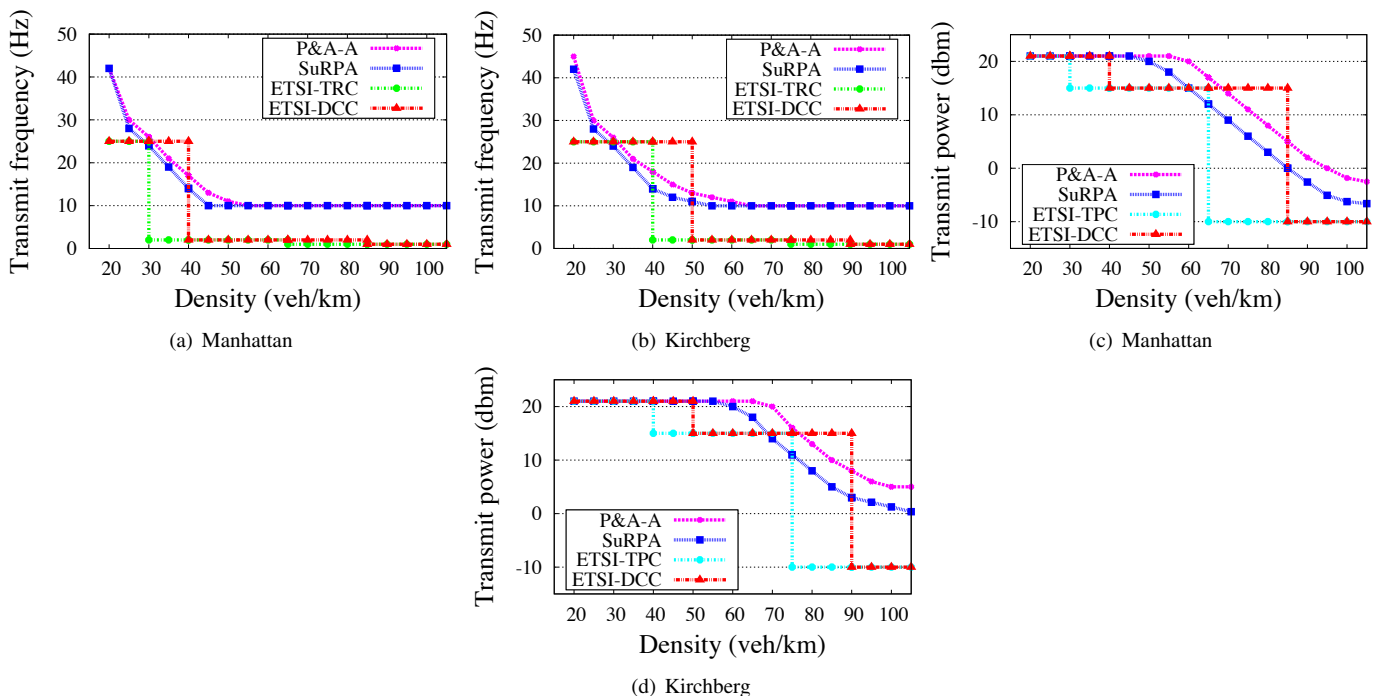 Transmit frequency (Hz)
50
40
30
20
10
0
P&A-A
SuRPA
ETSI-TRC
ETSI-DCC
20 30 40 50 60 70 80 90 100
Density (veh/km)
(a) Manhattan
Transmit frequency (Hz)
50
40
30
20
10
0
P&A-A
SuRPA
ETSI-TRC
ETSI-DCC
20 30 40 50 60 70 80 90 100
Density (veh/km)
(b) Kirchberg
Transmit power (dbm)
20
10
0
-10
P&A-A
SuRPA
ETSI-TPC
ETSI-DCC
20 30 40 50 60 70 80 90 100
Density (veh/km)
(c) Manhattan
Transmit power (dbm)
20
10
0
-10
P&A-A
SuRPA
ETSI-TPC
ETSI-DCC
20 30 40 50 60 70 80 90 100
Density (veh/km)
(d) Kirchberg